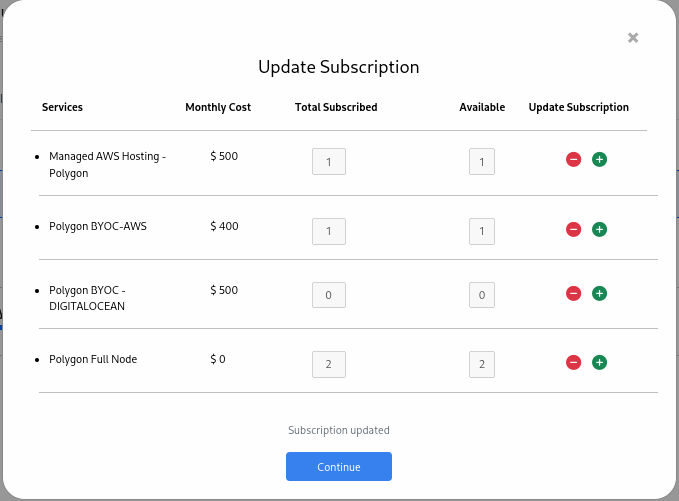 Update Subscription
Services Monthly Cost Total Subscribed Available Update Subscription
Managed AWS Hosting - $ 500 1 1
Polygon
Polygon BYOC-AWS $ 400 1 1
Polygon BYOC - $ 500 0 0
DIGITALOCEAN
Polygon Full Node $ 0 2 2
Subscription updated
Continue